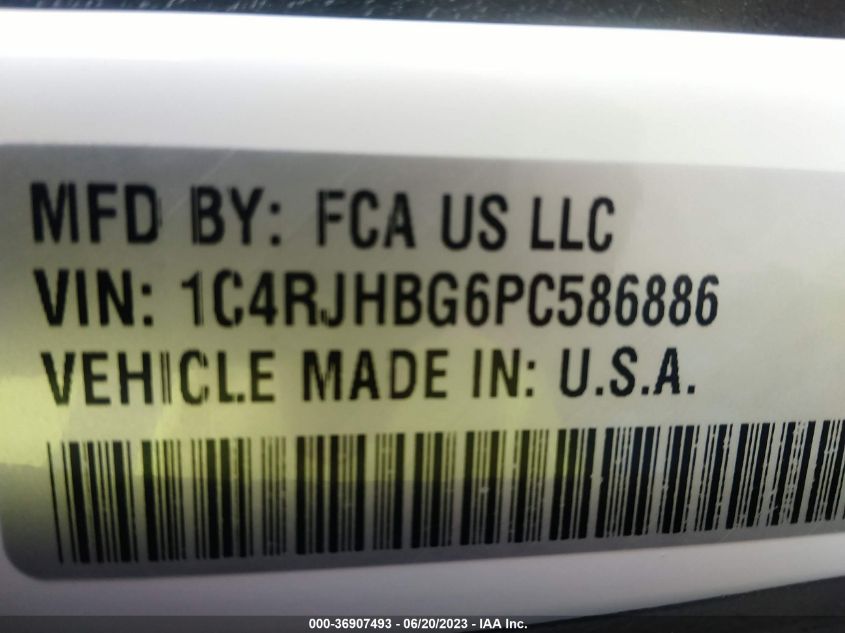 MFD BY: FCA US LLC
VIN: 1C4RJHBG6PC586886
VEHICLE MADE IN: U.S.A.
000-36907493 - 06/20/2023 - IAA Inc.